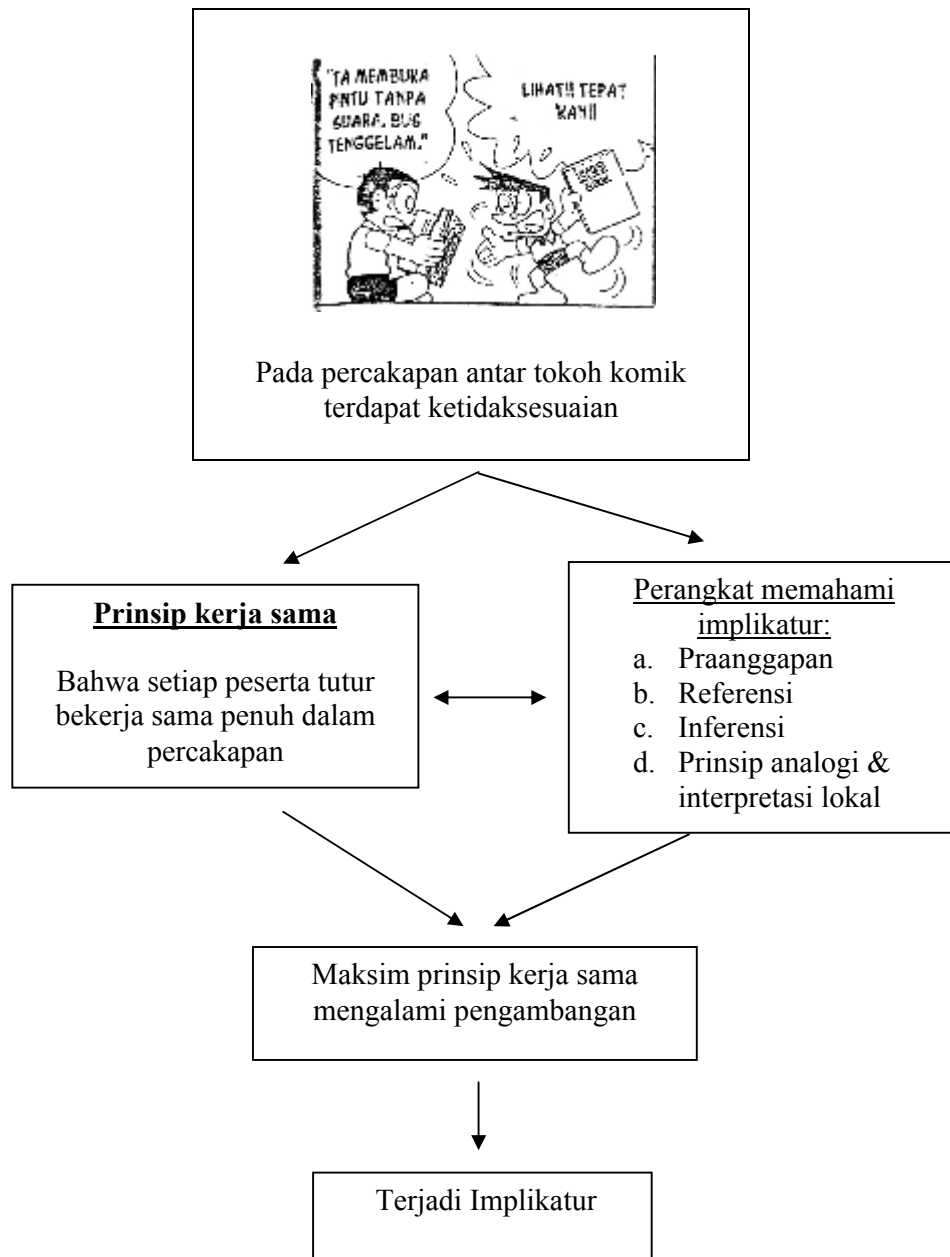 "TA MEMBUKA
PINTU TANPA
SUARA. BUG
TENGGELAM."
LIHAT!! TEPAT
'KAN!!
Pada percakapan antar tokoh komik
terdapat ketidaksesuaian
Prinsip kerja sama
Bahwa setiap peserta tutur
bekerja sama penuh dalam
percakapan
Perangkat memahami
implikatur:
a. Praanggapan
b. Referensi
c. Inferensi
d. Prinsip analogi &
interpretasi lokal
Maksim prinsip kerja sama
mengalami pengambangan
Terjadi Implikatur